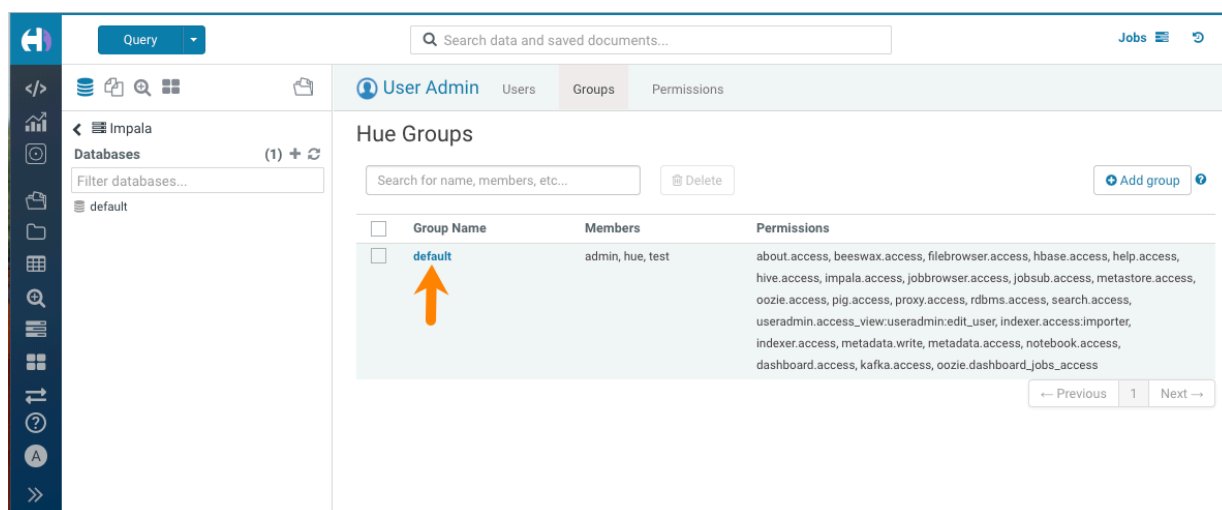 Query
Search data and saved documents...
Jobs
User Admin Users Groups Permissions
Impala
Databases (1)
Filter databases...
default
Hue Groups
Search for name, members, etc...
Delete
Add group
Group Name Members Permissions
default admin, hue, test about.access, beeswax.access, filebrowser.access, hbase.access, help.access,
hive.access, impala.access, jobbrowser.access, jobsub.access, metastore.access,
oozie.access, pig.access, proxy.access, rdbms.access, search.access,
useradmin.access_view:useradmin:edit_user, indexer.access:importer,
indexer.access, metadata.write, metadata.access, notebook.access,
dashboard.access, kafka.access, oozie.dashboard_jobs_access
← Previous 1 Next →
A